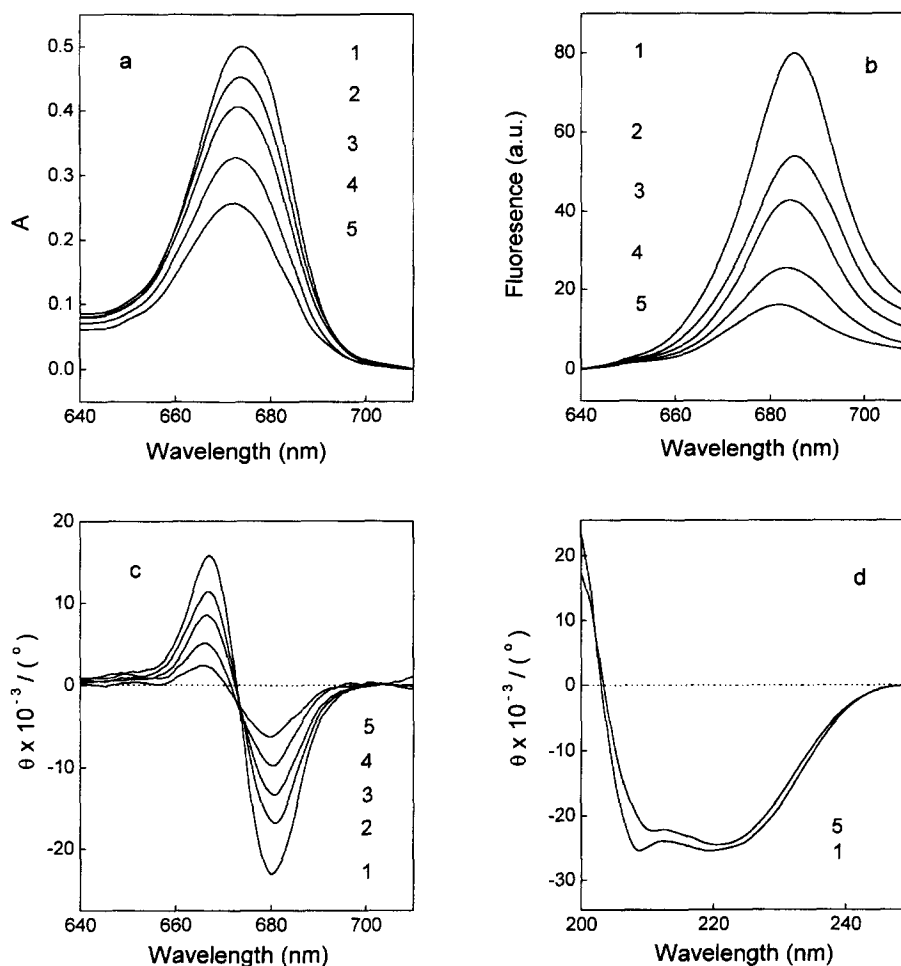 a
A
0.5
0.4
0.3
0.2
0.1
0.0
1
2
3
4
5
640 660 680 700
Wavelength (nm)
b
Fluoresence (a.u.)
80
60
40
20
0
1
2
3
4
5
640 660 680 700
Wavelength (nm)
c
θ x 10⁻³ / (°)
20
10
0
-10
-20
5
4
3
2
1
640 660 680 700
Wavelength (nm)
d
θ x 10⁻³ / (°)
20
10
0
-10
-20
-30
5
1
200 220 240
Wavelength (nm)